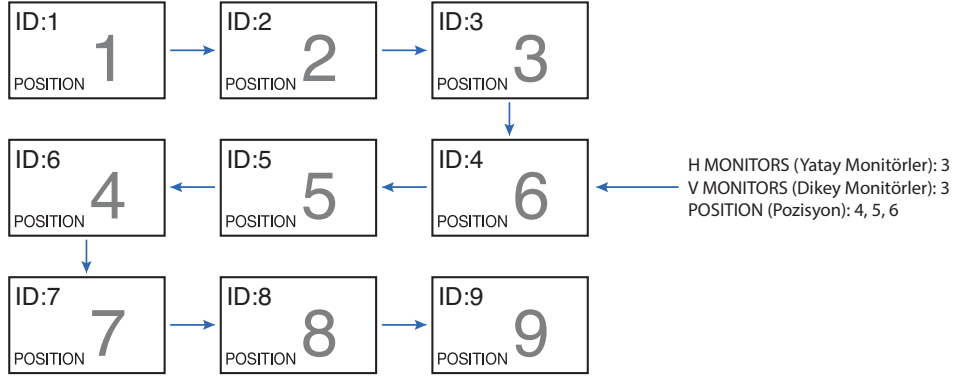 ID:1
POSITION 1
ID:2
POSITION 2
ID:3
POSITION 3
ID:6
POSITION 4
ID:5
POSITION 5
ID:4
POSITION 6
H MONITORS (Yatay Monitörler): 3
V MONITORS (Dikey Monitörler): 3
POSITION (Pozisyon): 4, 5, 6
ID:7
POSITION 7
ID:8
POSITION 8
ID:9
POSITION 9